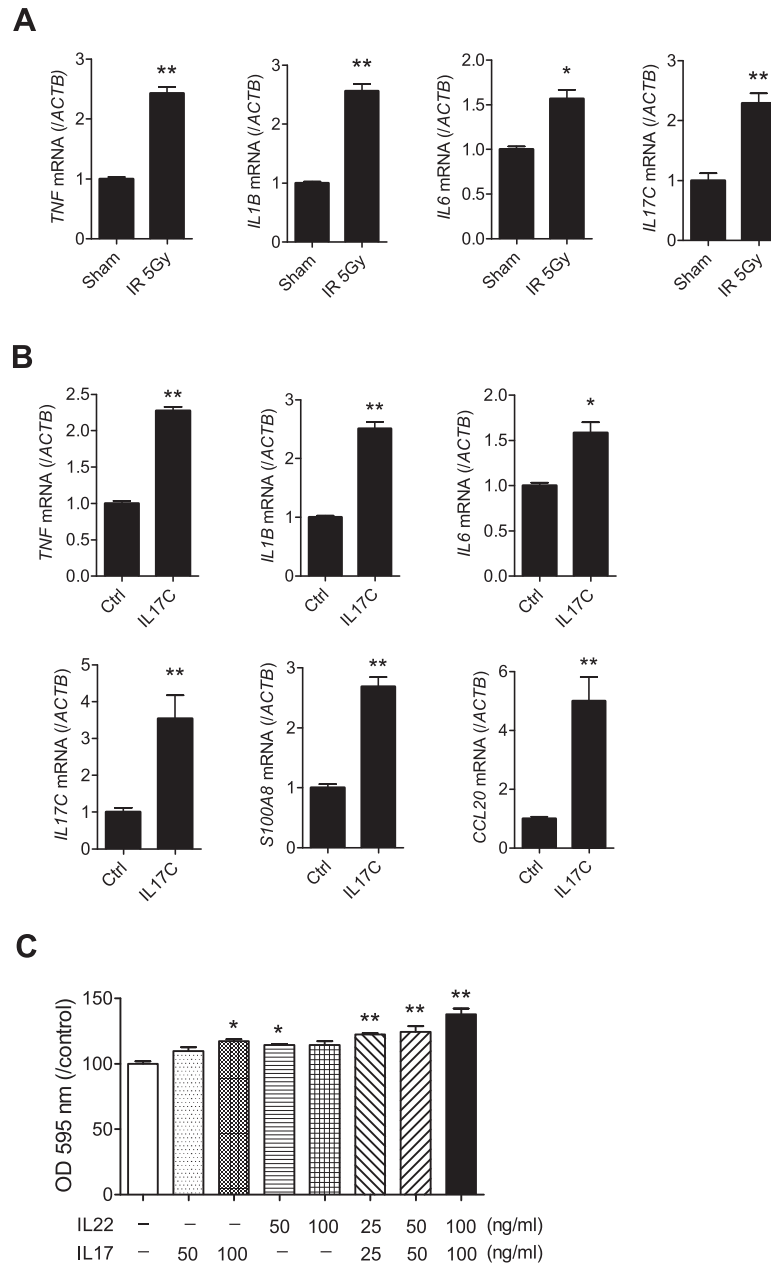 A
TNF mRNA (/ACTB)
3
2
1
0
**
Sham
IR 5Gy
IL1B mRNA (/ACTB)
3
2
1
0
**
Sham
IR 5Gy
IL6 mRNA (/ACTB)
2.0
1.5
1.0
0.5
0.0
*
Sham
IR 5Gy
IL17C mRNA (/ACTB)
3
2
1
0
**
Sham
IR 5Gy
B
TNF mRNA (/ACTB)
2.5
2.0
1.5
1.0
0.5
0.0
**
Ctrl
IL17C
IL1B mRNA (/ACTB)
3
2
1
0
**
Ctrl
IL17C
IL6 mRNA (/ACTB)
2.0
1.5
1.0
0.5
0.0
*
Ctrl
IL17C
IL17C mRNA (/ACTB)
5
4
3
2
1
0
**
Ctrl
IL17C
S100A8 mRNA (/ACTB)
3
2
1
0
**
Ctrl
IL17C
CCL20 mRNA (/ACTB)
6
4
2
0
**
Ctrl
IL17C
C
OD 595 nm (/control)
150
100
50
0
* * ** ** **
IL22 – – – 50 100 25 50 100 (ng/ml)
IL17 – 50 100 – – 25 50 100 (ng/ml)